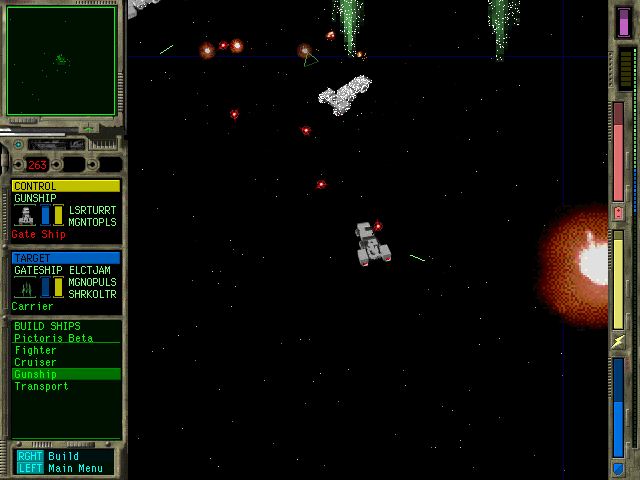 263
CONTROL
GUNSHIP
LSRTURRT
MGNTOPLS
Gata Ship
TARGET
GATESHIP ELCTJAM
MGNOPULS
SHRKOLTR
Carrier
BUILD SHIPS
Pictoris Beta
Fighter
Cruiser
Gunship
Transport
RGHT Build
LEFT Main Menu